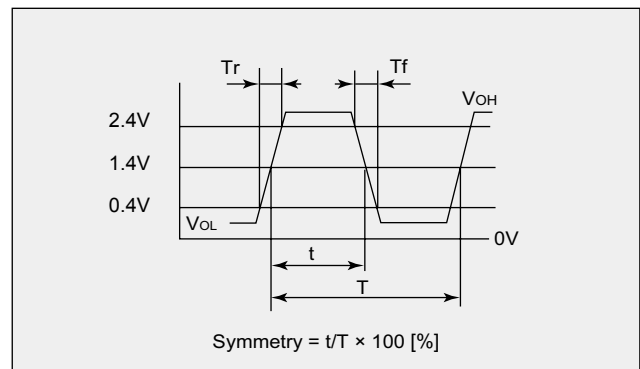 Tr
Tf
VOH
2.4V
1.4V
0.4V
VOL
0V
t
T
Symmetry = t/T × 100 [%]